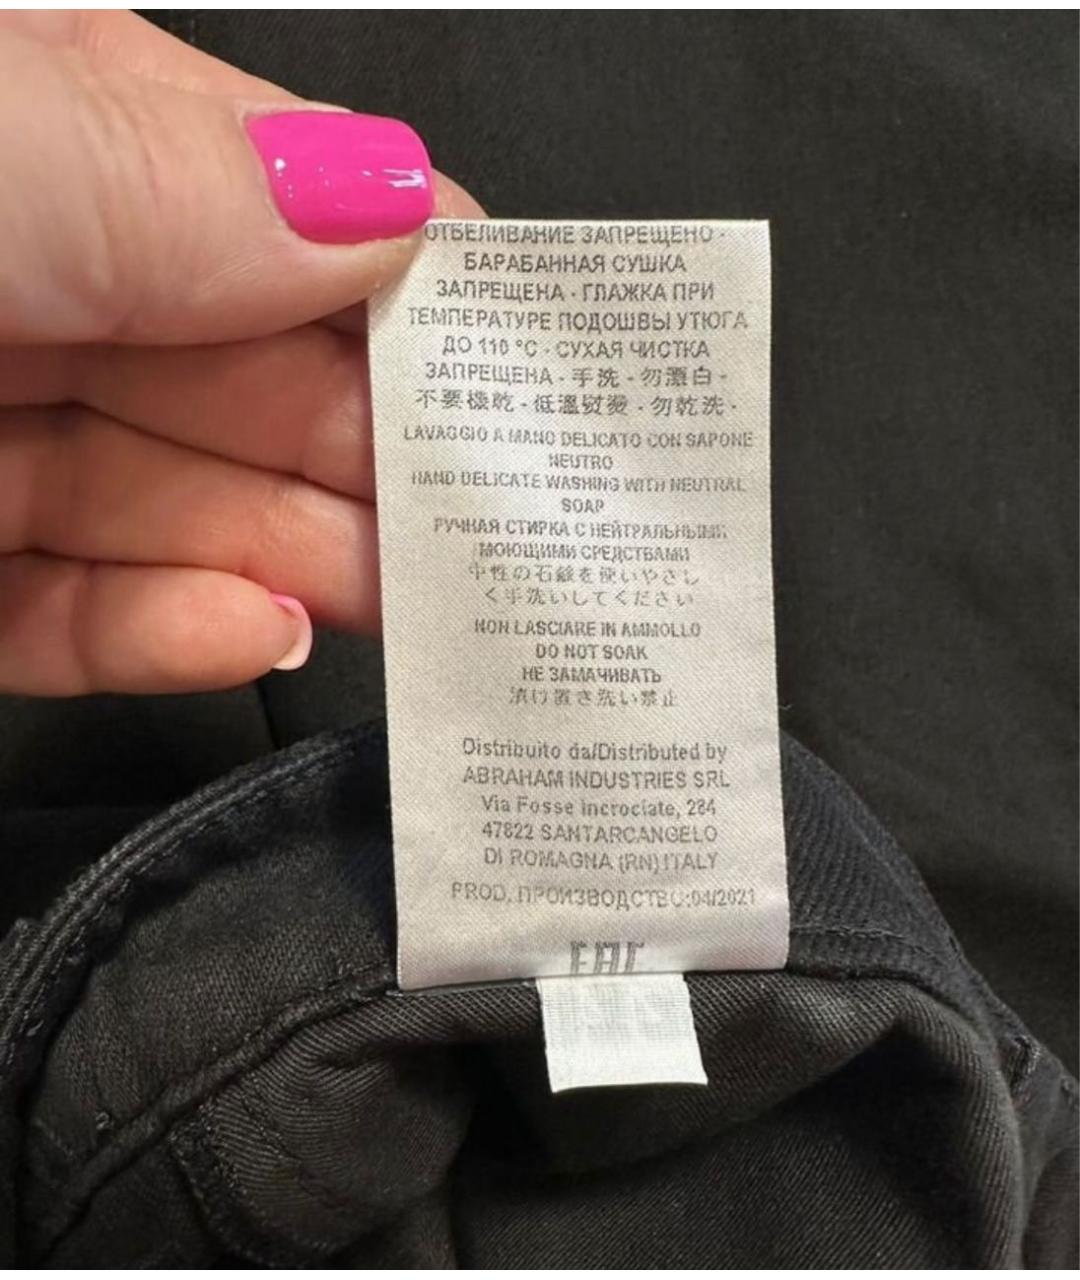 ОТБЕЛИВАНИЕ ЗАПРЕЩЕНО -
БАРАБАННАЯ СУШКА
ЗАПРЕЩЕНА - ГЛАЖКА ПРИ
ТЕМПЕРАТУРЕ ПОДОШВЫ УТЮГА
ДО 110 °C - СУХАЯ ЧИСТКА
ЗАПРЕЩЕНА - 手洗 - 勿漂白 -
不要機乾 - 低溫熨燙 - 勿乾洗 -
LAVAGGIO A MANO DELICATO CON SAPONE
NEUTRO
HAND DELICATE WASHING WITH NEUTRAL
SOAP
РУЧНАЯ СТИРКА С НЕЙТРАЛЬНЫМИ
МОЮЩИМИ СРЕДСТВАМИ
中性の石鹸を使いやさし
く手洗いしてください
NON LASCIARE IN AMMOLLO
DO NOT SOAK
НЕ ЗАМАЧИВАТЬ
漬け置き洗い禁止
Distribuito da/Distributed by
ABRAHAM INDUSTRIES SRL
Via Fosse incrociate, 284
47822 SANTARCANGELO
DI ROMAGNA (RN) ITALY
PROD. ПРОИЗВОДСТВО:04/2021
EAC